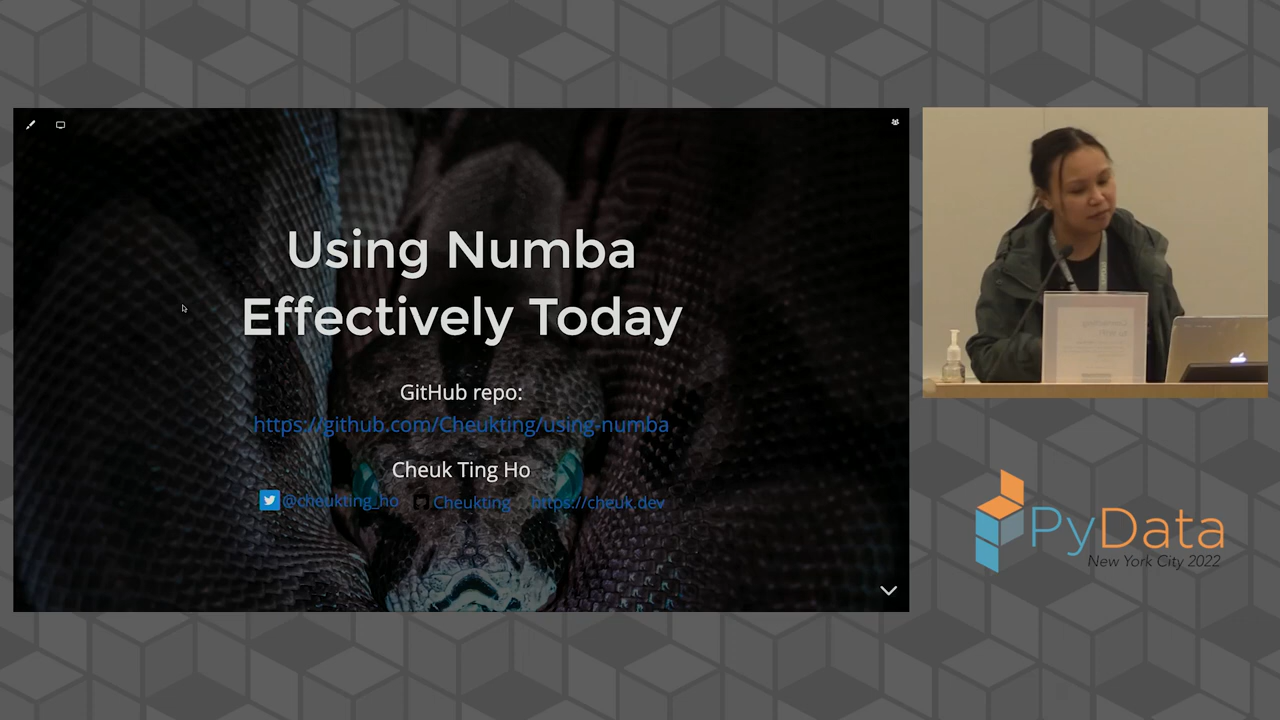 Using Numba
Effectively Today
GitHub repo:
https://github.com/Cheukting/using-numba
Cheuk Ting Ho
@cheukting_ho Cheukting https://cheuk.dev
PyData
New York City 2022